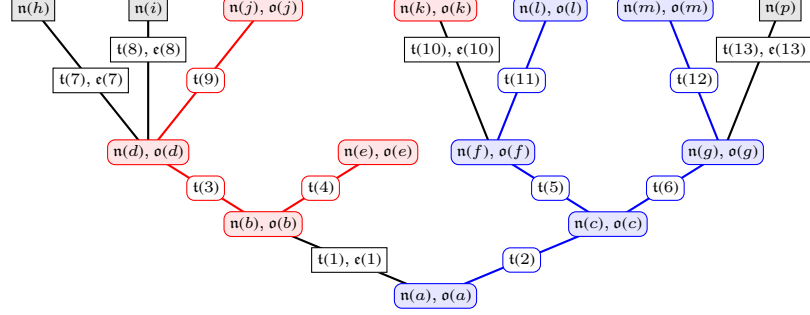 𝔫(h) 𝔫(i) 𝔫(j), 𝔬(j) 𝔫(k), 𝔬(k) 𝔫(l), 𝔬(l) 𝔫(m), 𝔬(m) 𝔫(p)
𝔱(8), 𝔢(8) 𝔱(10), 𝔢(10) 𝔱(13), 𝔢(13)
𝔱(7), 𝔢(7) 𝔱(9) 𝔱(11) 𝔱(12)
𝔫(d), 𝔬(d) 𝔫(e), 𝔬(e) 𝔫(f), 𝔬(f) 𝔫(g), 𝔬(g)
𝔱(3) 𝔱(4) 𝔱(5) 𝔱(6)
𝔫(b), 𝔬(b) 𝔫(c), 𝔬(c)
𝔱(1), 𝔢(1) 𝔱(2)
𝔫(a), 𝔬(a)